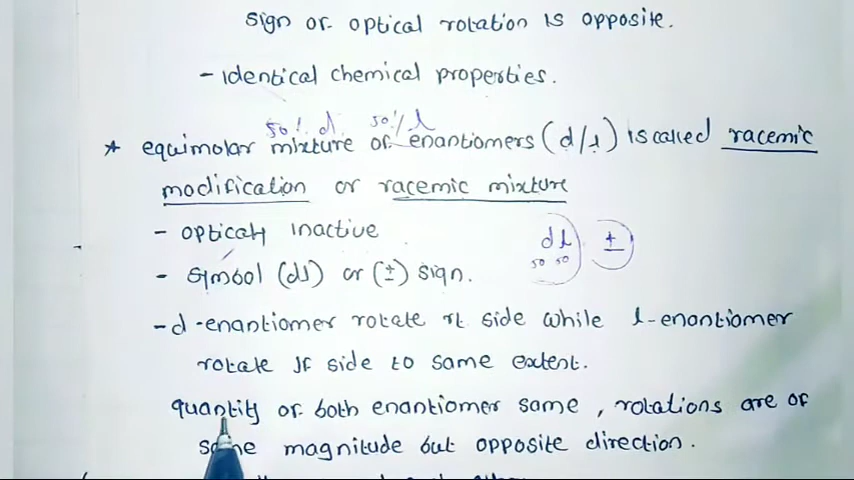 sign of optical rotation is opposite.
- identical chemical properties.
50 % d 50 % l
* equimolar mixture of enantiomers (d/l) is called racemic
modification or racemic mixture
- optically inactive
dl ±
50 50
- symbol (dl) or (±) sign.
- d-enantiomer rotate rt side while l-enantiomer
rotate lf side to same extent.
quantity of both enantiomer same, rotations are of
same magnitude but opposite direction.